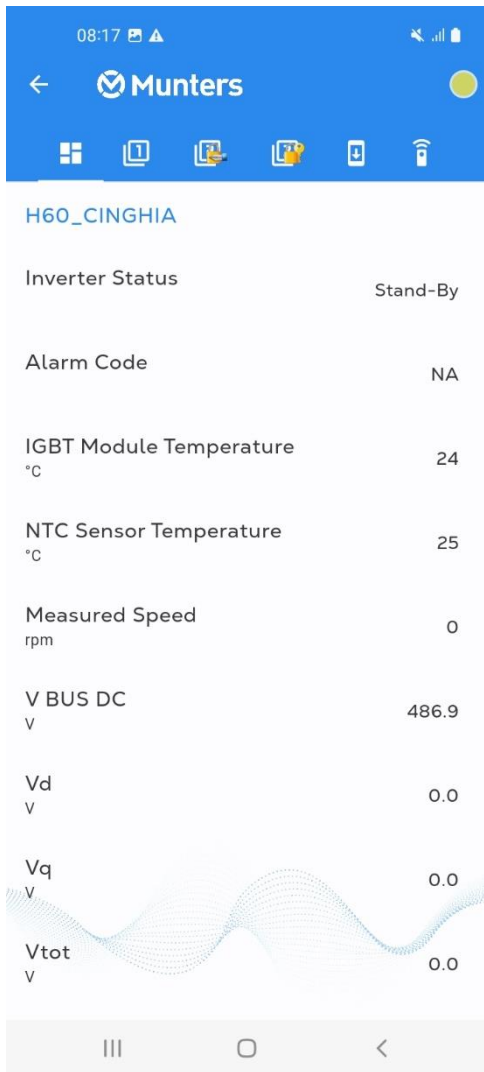 08:17
Munters
1
H60_CINGHIA
Inverter Status
Stand-By
Alarm Code
NA
IGBT Module Temperature
°C
24
NTC Sensor Temperature
°C
25
Measured Speed
rpm
0
V BUS DC
V
486.9
Vd
V
0.0
Vq
V
0.0
Vtot
V
0.0